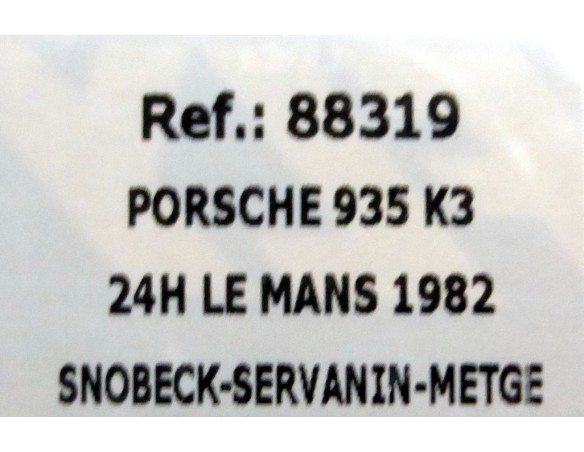 Ref.: 88319
PORSCHE 935 K3
24H LE MANS 1982
SNOBECK-SERVANIN-METGE